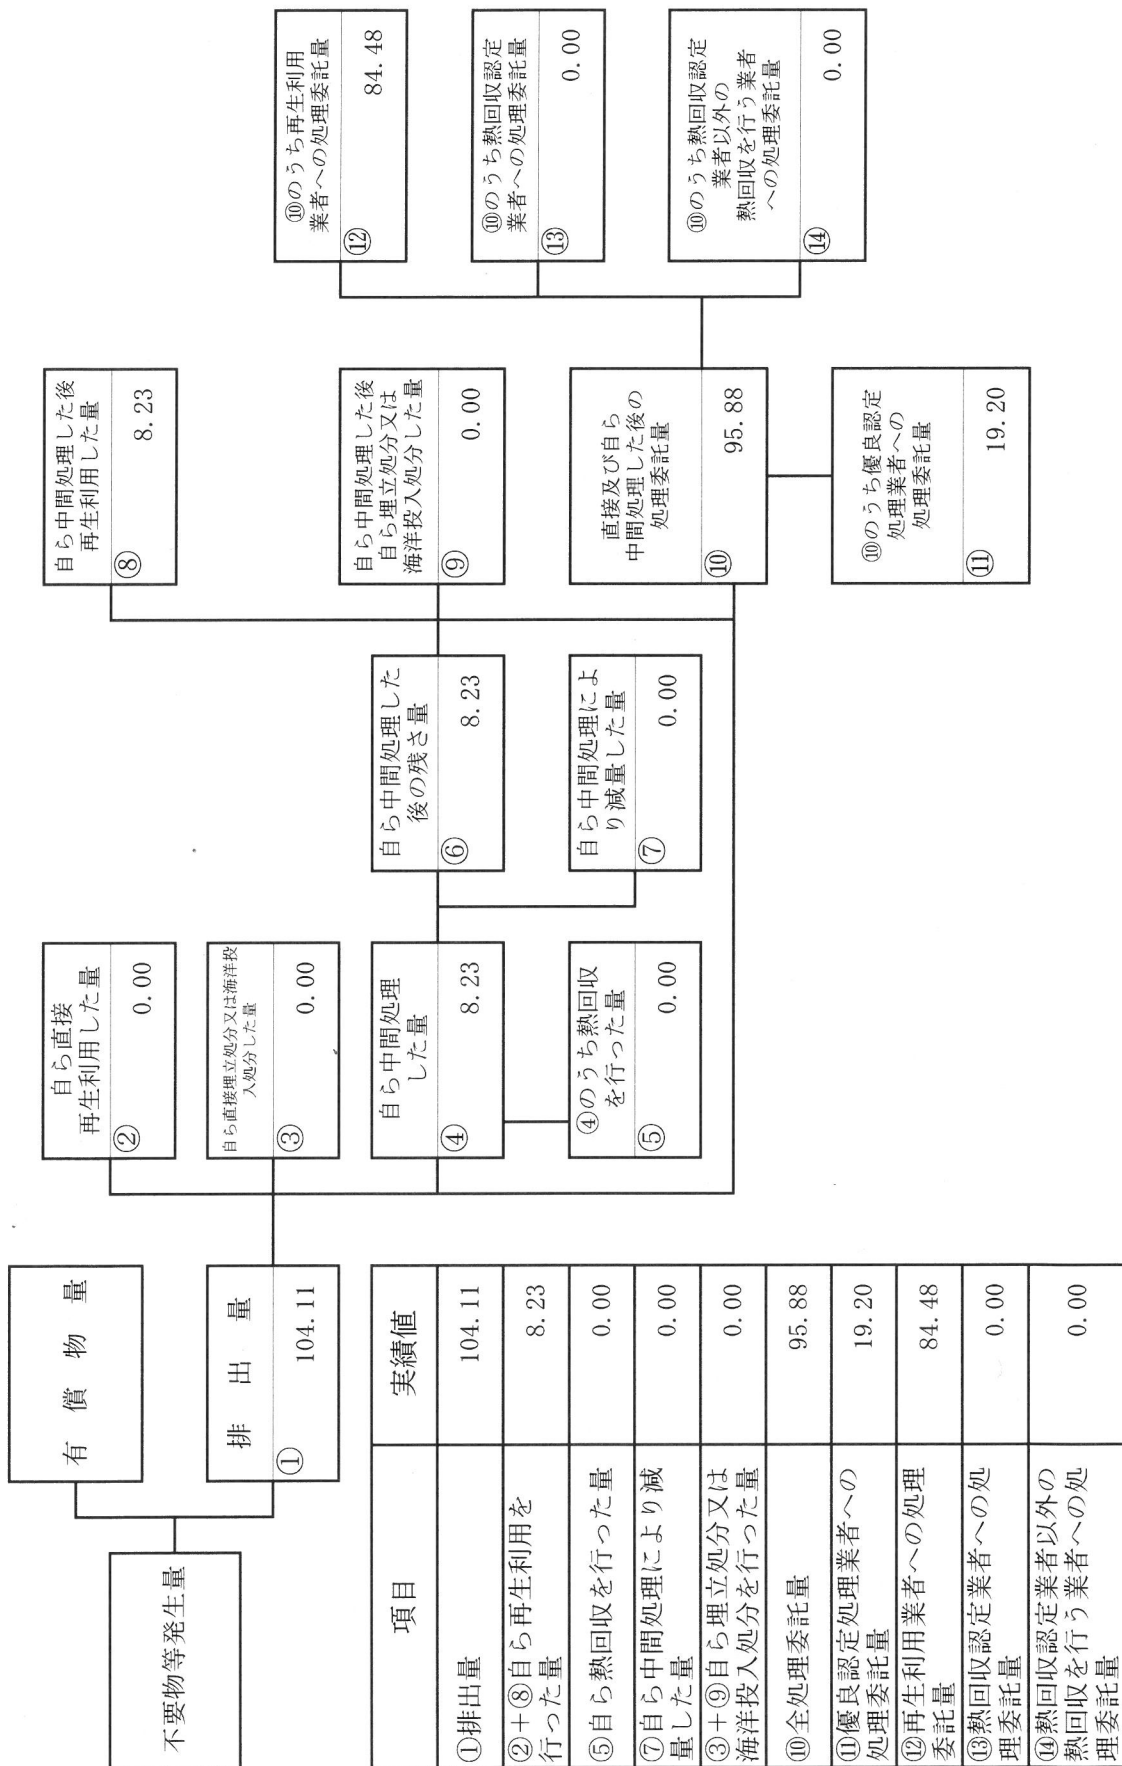 不要物等発生量
有償物量
排出量
① 104.11
自ら直接
再生利用した量
② 0.00
自ら直接埋立処分又は海洋投
入処分した量
③ 0.00
自ら中間処理
した量
④ 8.23
④のうち熱回収
を行った量
⑤ 0.00
自ら中間処理した
後の残さ量
⑥ 8.23
自ら中間処理によ
り減量した量
⑦ 0.00
自ら中間処理した後
再生利用した量
⑧ 8.23
自ら中間処理した後
自ら埋立処分又は
海洋投入処分した量
⑨ 0.00
直接及び自ら
中間処理した後の
処理委託量
⑩ 95.88
⑩のうち優良認定
処理業者への
処理委託量
⑪ 19.20
⑩のうち再生利用
業者への処理委託量
⑫ 84.48
⑩のうち熱回収認定
業者への処理委託量
⑬ 0.00
⑩のうち熱回収認定
業者以外の
熱回収を行う業者
への処理委託量
⑭ 0.00
項目 実績値
①排出量 104.11
②+⑧自ら再生利用を
行った量 8.23
⑤自ら熱回収を行った量 0.00
⑦自ら中間処理により減
量した量 0.00
③+⑨自ら埋立処分又は
海洋投入処分を行った量 0.00
⑩全処理委託量 95.88
⑪優良認定処理業者への
処理委託量 19.20
⑫再生利用業者への処理
委託量 84.48
⑬熱回収認定業者への処
理委託量 0.00
⑭熱回収認定業者以外の
熱回収を行う業者への処
理委託量 0.00